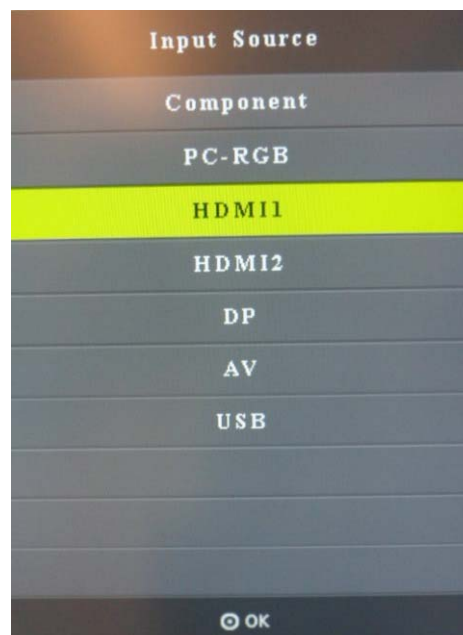 Input Source
Component
PC-RGB
HDMI1
HDMI2
DP
AV
USB
OK